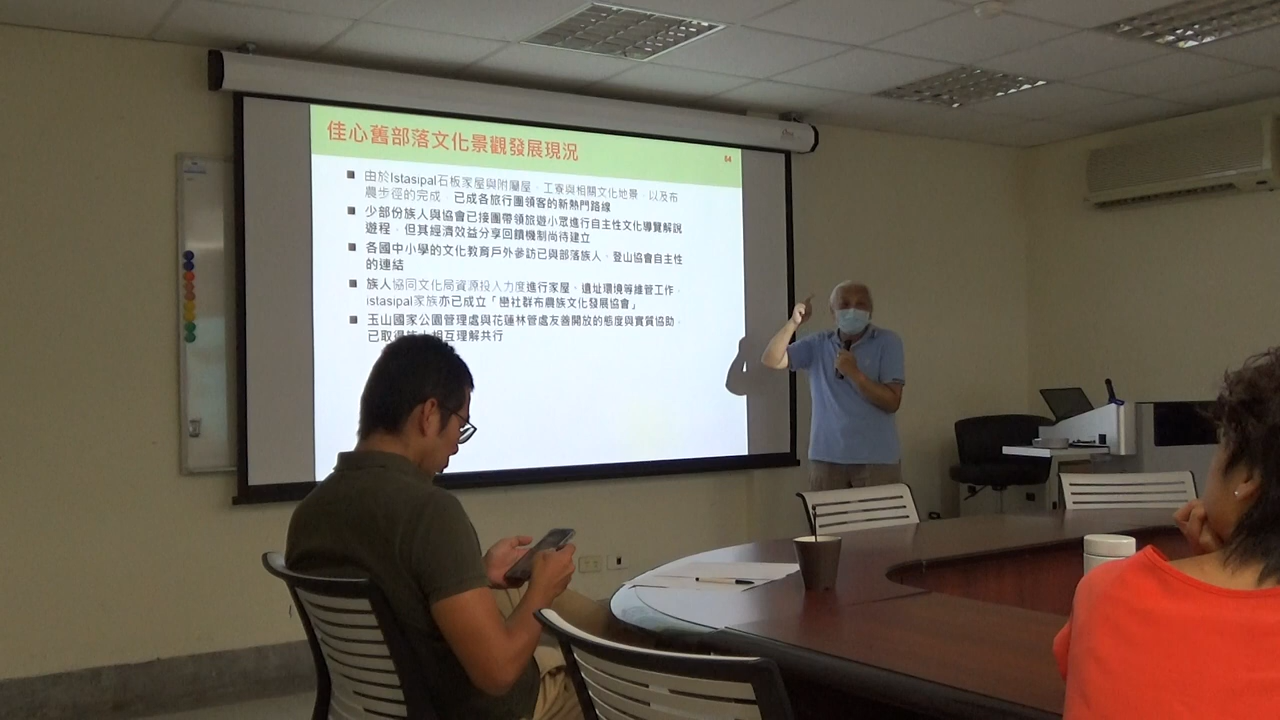 佳心舊部落文化景觀發展現況
64
由於Istasipal石板家屋與附屬屋、工寮與相關文化地景，以及布
農步徑的完成，已成各旅行團領客的新熱門路線
少部份族人與協會已接團帶領旅遊小眾進行自主性文化導覽解說
遊程，但其經濟效益分享回饋機制尚待建立
各國中小學的文化教育戶外參訪已與部落族人、登山協會自主性
的連結
族人協同文化局資源投入力度進行家屋、遺址環境等維管工作，
istasipal家族亦已成立「巒社群布農族文化發展協會」
玉山國家公園管理處與花蓮林管處友善開放的態度與實質協助，
已取得族人相互理解共行